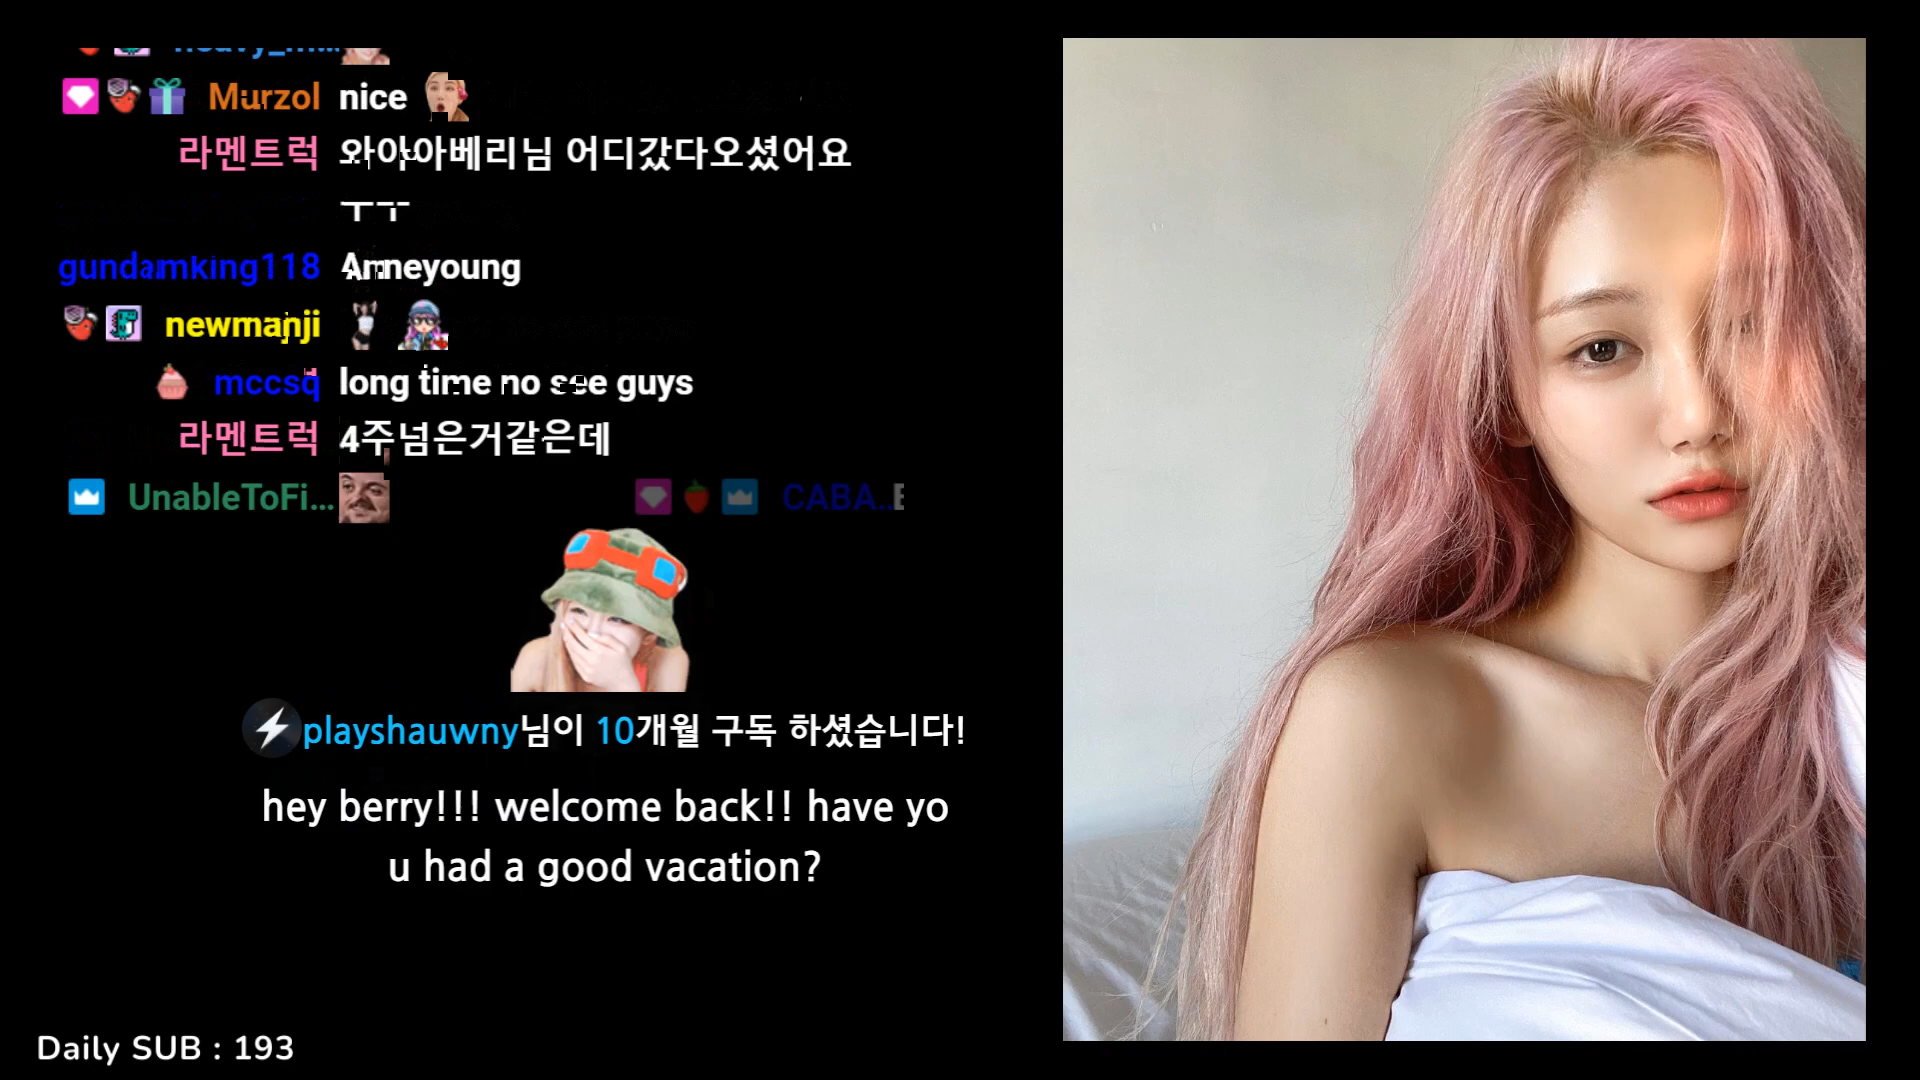 Murzol nice
라멘트럭 와아아베리님 어디갔다오셨어요
ㅜㅜ
gundamking118 Anneyoung
newmanji
mccsq long time no see guys
라멘트럭 4주넘은거같은데
UnableToFi... CABA..
playshauwny님이 10개월 구독 하셨습니다!
hey berry!!! welcome back!! have yo
u had a good vacation?
Daily SUB : 193